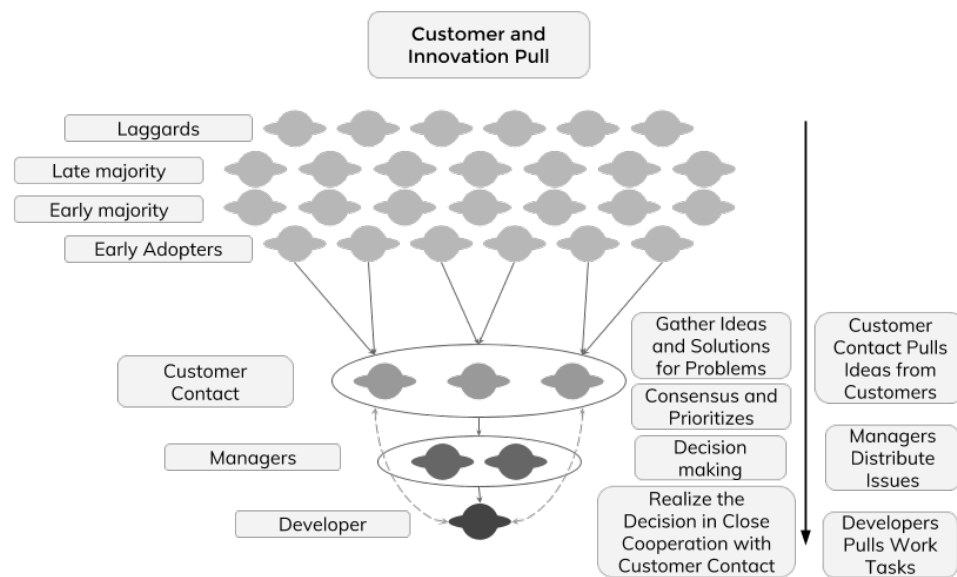 Customer and
Innovation Pull
Laggards
Late majority
Early majority
Early Adopters
Customer
Contact
Managers
Developer
Gather Ideas
and Solutions
for Problems
Consensus and
Prioritizes
Decision
making
Realize the
Decision in Close
Cooperation with
Customer Contact
Customer
Contact Pulls
Ideas from
Customers
Managers
Distribute
Issues
Developers
Pulls Work
Tasks